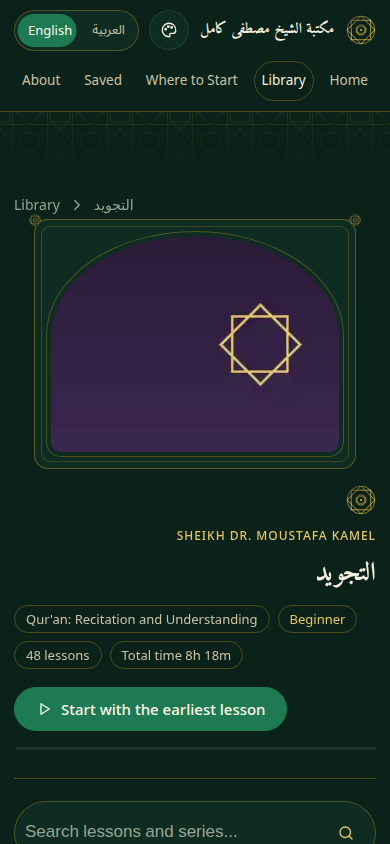 English
العربية
مكتبة الشيخ مصطفى كامل
About
Saved
Where to Start
Library
Home
Library
التجويد
SHEIKH DR. MOUSTAFA KAMEL
التجويد
Qur'an: Recitation and Understanding
Beginner
48 lessons
Total time 8h 18m
Start with the earliest lesson
Search lessons and series...